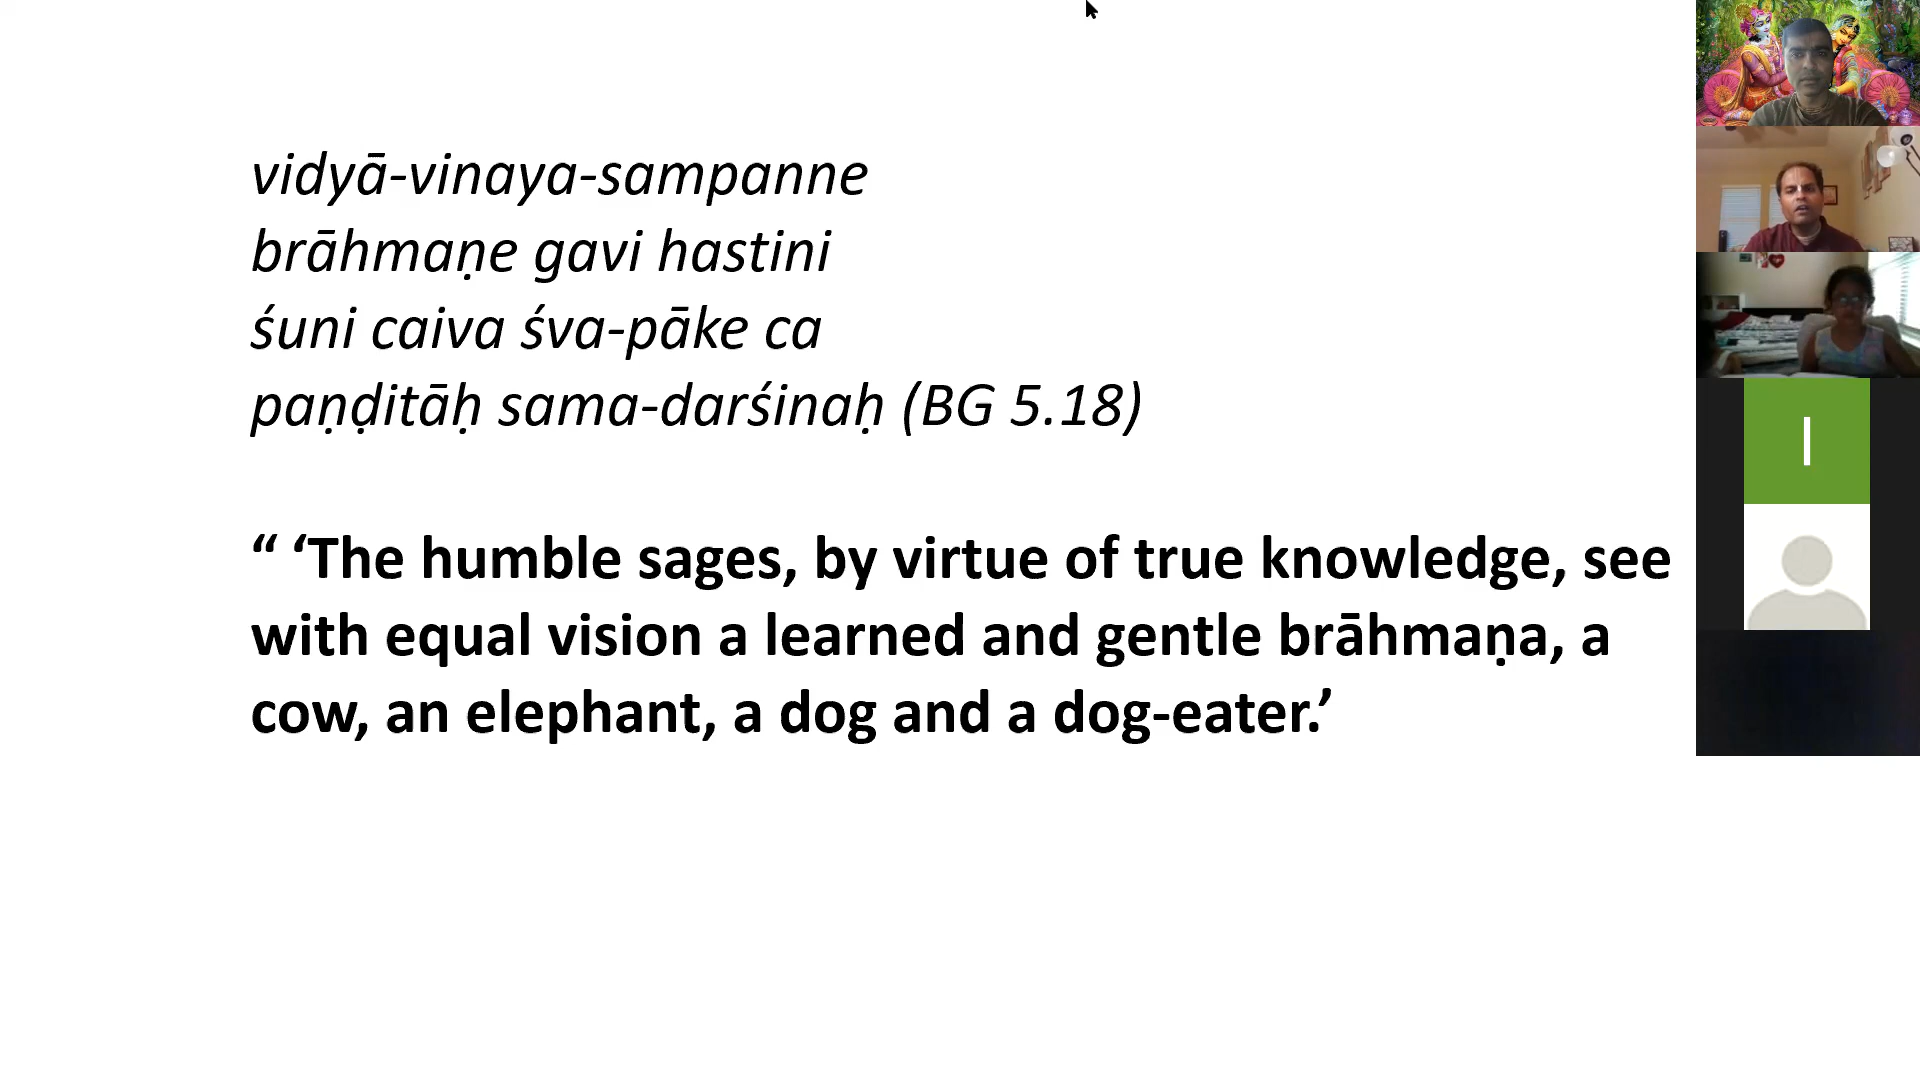 vidyā-vinaya-sampanne
brāhmaṇe gavi hastini
śuni caiva śva-pāke ca
paṇḍitāḥ sama-darśinaḥ (BG 5.18)
“ ‘The humble sages, by virtue of true knowledge, see
with equal vision a learned and gentle brāhmaṇa, a
cow, an elephant, a dog and a dog-eater.’
I